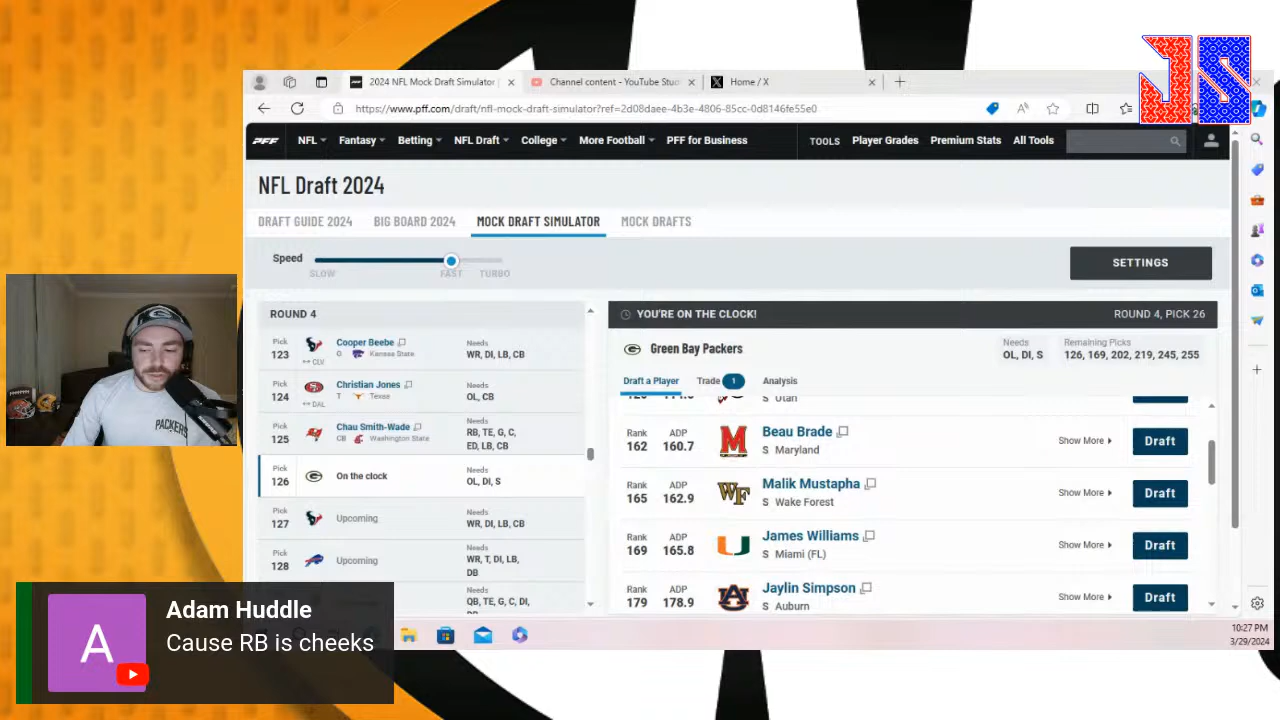 JS
2024 NFL Mock Draft Simulator
Channel content - YouTube Stud
Home / X
https://www.pff.com/draft/nfl-mock-draft-simulator?ref=2d08daee-4b3e-4806-85cc-0d8146fe55e0
PFF NFL Fantasy Betting NFL Draft College More Football PFF for Business TOOLS Player Grades Premium Stats All Tools
NFL Draft 2024
DRAFT GUIDE 2024 BIG BOARD 2024 MOCK DRAFT SIMULATOR MOCK DRAFTS
Speed
SLOW FAST TURBO
SETTINGS
ROUND 4
Pick
123
CLV
Cooper Beebe
G Kansas State
Needs
WR, DI, LB, CB
Pick
124
DAL
Christian Jones
T Texas
Needs
OL, CB
Pick
125
Chau Smith-Wade
CB Washington State
Needs
RB, TE, G, C,
ED, LB, CB
Pick
126
On the clock
Needs
OL, DI, S
Pick
127
Upcoming
Needs
WR, DI, LB, CB
Pick
128
Upcoming
Needs
WR, T, DI, LB,
DB
Needs
QB, TE, G, C, DI,
YOU'RE ON THE CLOCK!
ROUND 4, PICK 26
Green Bay Packers
Needs
OL, DI, S
Remaining Picks
126, 169, 202, 219, 245, 255
Draft a Player Trade 1 Analysis
S Utah
Rank
162
ADP
160.7
Beau Brade
S Maryland
Show More
Draft
Rank
165
ADP
162.9
WF
Malik Mustapha
S Wake Forest
Show More
Draft
Rank
169
ADP
165.8
James Williams
S Miami (FL)
Show More
Draft
Rank
179
ADP
178.9
Jaylin Simpson
S Auburn
Show More
Draft
PACKERS
A
Adam Huddle
Cause RB is cheeks
10:27 PM
3/29/2024